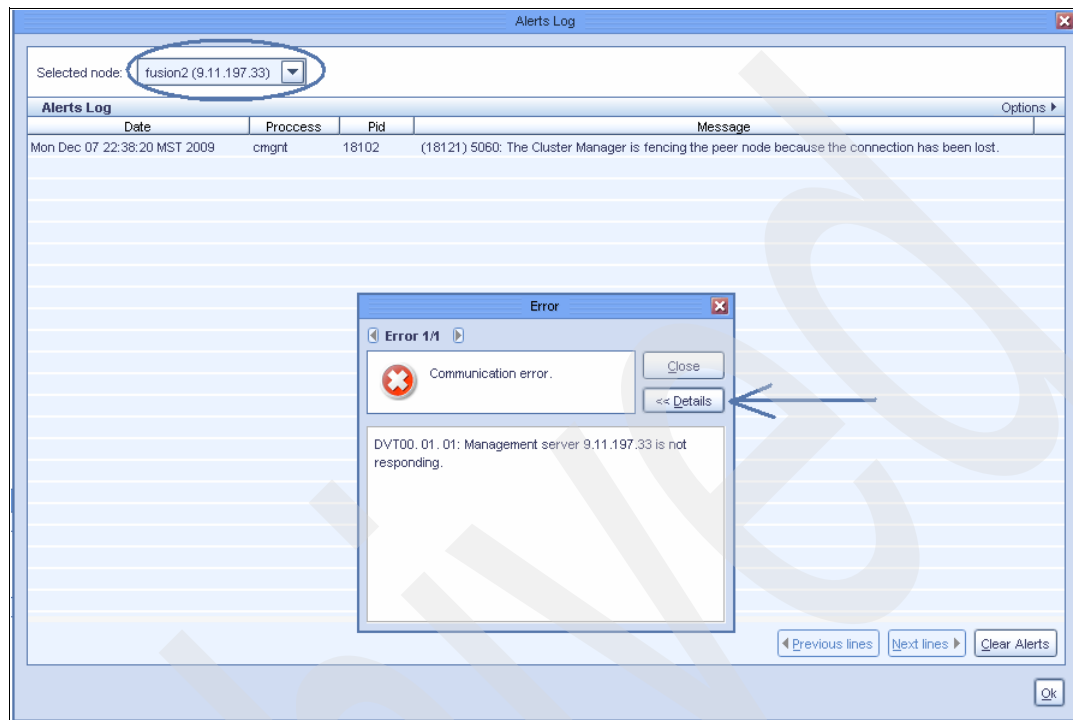 Alerts Log
Selected node: fusion2 (9.11.197.33)
Alerts Log Options
Date Proccess Pid Message
Mon Dec 07 22:38:20 MST 2009 cmgnt 18102 (18121) 5060: The Cluster Manager is fencing the peer node because the connection has been lost.
Error
Error 1/1
Communication error.
Close
<< Details
DVT00. 01. 01: Management server 9.11.197.33 is not
responding.
Previous lines Next lines Clear Alerts
Ok